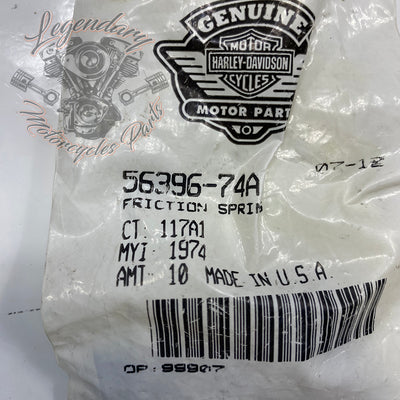 Legendary
Motorcycles Parts
GENUINE
MOTOR
HARLEY-DAVIDSON
CYCLES
MOTOR PART
07-12
56396-74A
FRICTION SPRIN
CT: 117A1
MYI: 1974
AMT: 10 MADE IN U.S.A.
OP: 99907